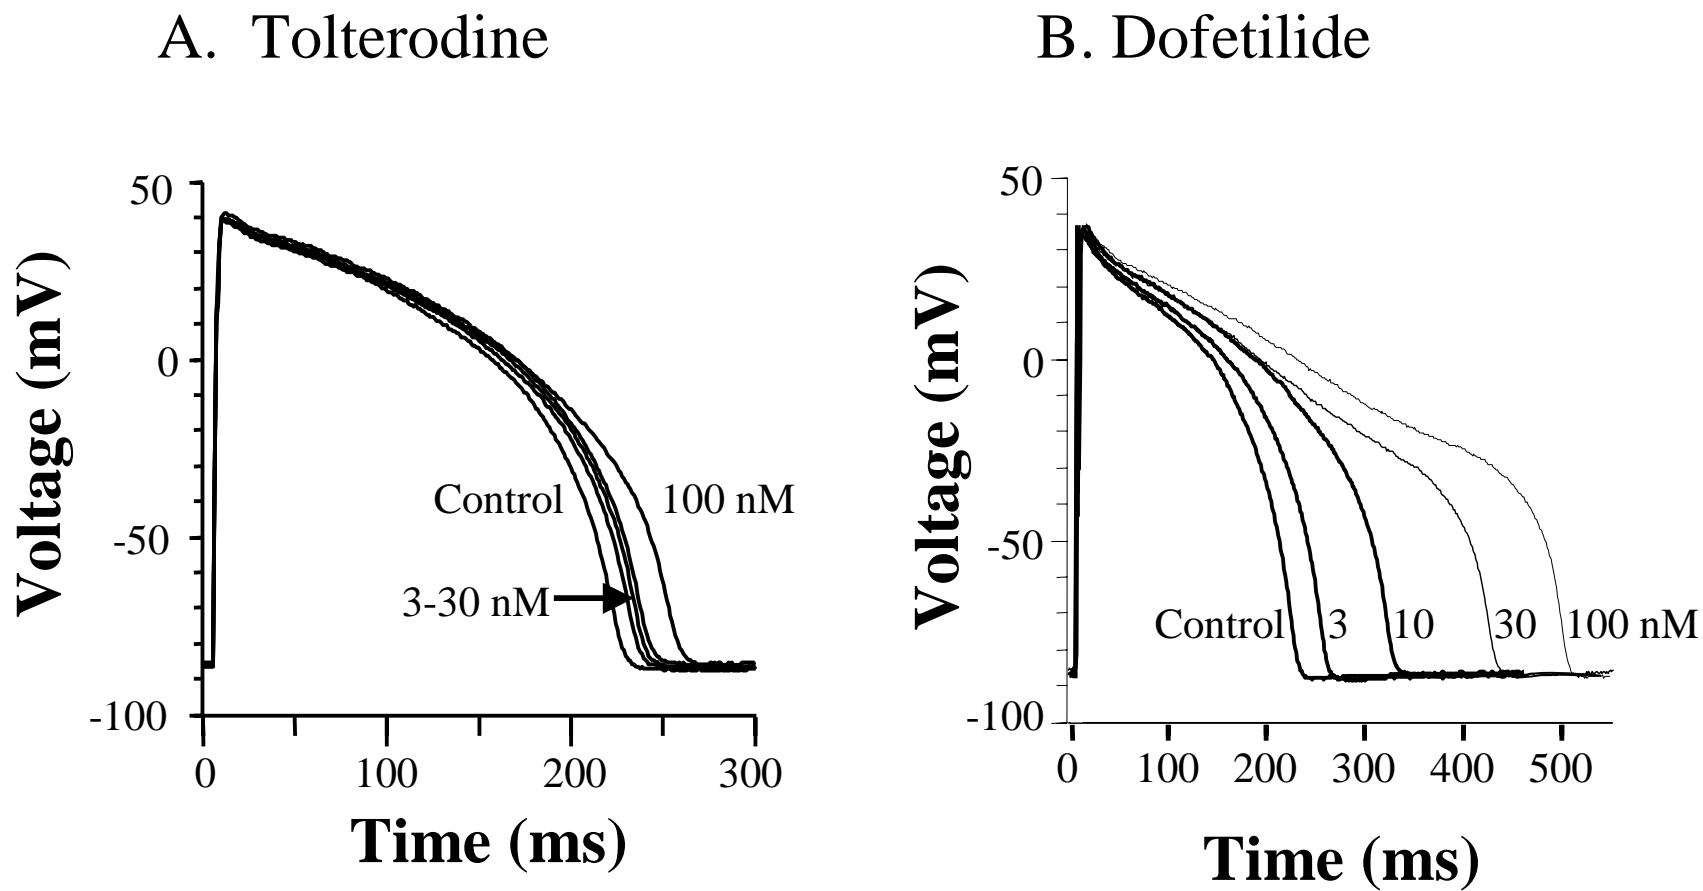 A. Tolterodine
50
0
-50
-100
Voltage (mV)
Control
100 nM
3-30 nM
0 100 200 300
Time (ms)
B. Dofetilide
50
0
-50
-100
Voltage (mV)
Control 3 10 30 100 nM
0 100 200 300 400 500
Time (ms)